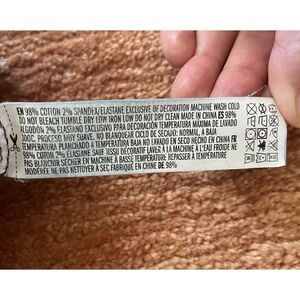 EN 98% COTTON 2% SPANDEX/ELASTANE EXCLUSIVE OF DECORATION MACHINE WASH COLD
DO NOT BLEACH TUMBLE DRY LOW IRON LOW DO NOT DRY CLEAN MADE IN CHINA ES 98%
ALGODÓN 2% ELASTANO EXCLUSIVO PARA DECORACIÓN TEMPERATURA MÁXIMA DE LAVADO
30ºC. PROCESO MUY SUAVE. NO BLANQUEAR CICLO DE SECADO: NORMAL, A BAJA
TEMPERATURA PLANCHADO A TEMPERATURA BAJA NO LAVADO EN SECO HECHO EN CHINA FR
98% COTON 2% ÉLASTANE SAUF TISSU DÉCORATIF LAVER À LA MACHINE À L'EAU FROIDE NE
PAS BLANCHIR SÉCHER EN MACHINE À BASSE TEMPÉRATURE REPASSER À TEMPÉRATURE
MODÉRÉE NE PAS NETTOYER À SEC FABRIQUÉ EN CHINE DE 98%